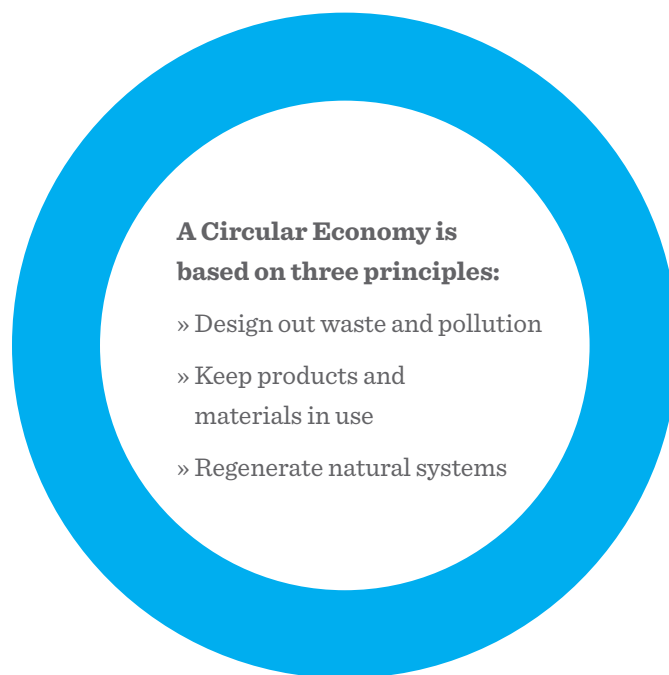 A Circular Economy is
based on three principles:
» Design out waste and pollution
» Keep products and
materials in use
» Regenerate natural systems